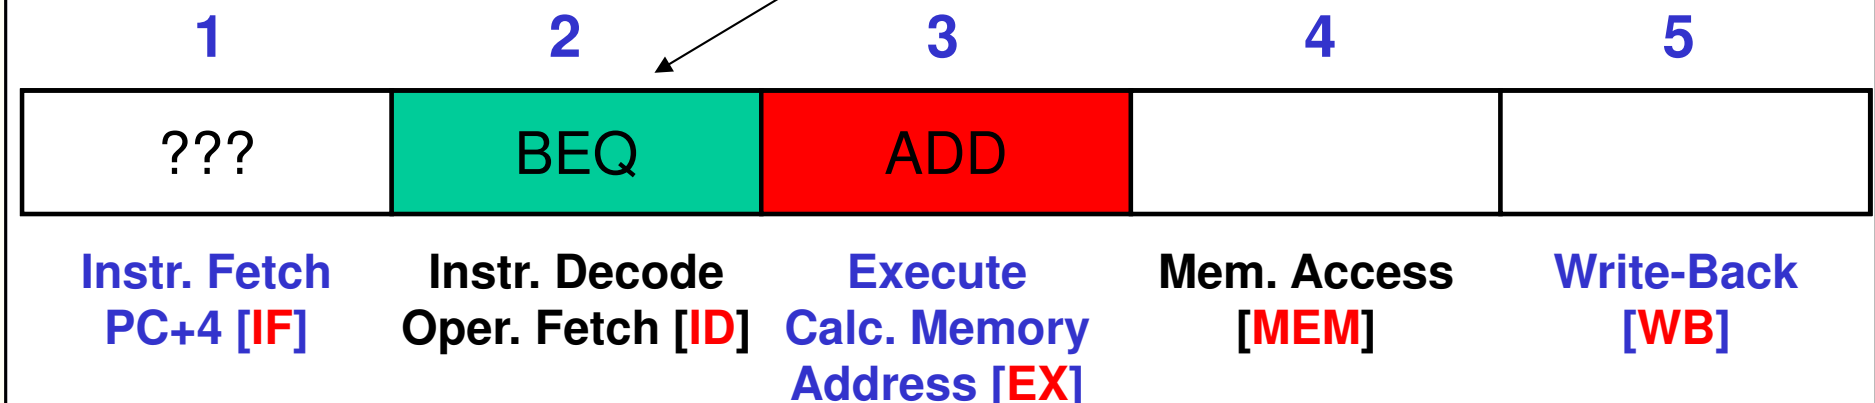 1 2 3 4 5
??? BEQ ADD
Instr. Fetch Instr. Decode Execute Mem. Access Write-Back
PC+4 [IF] Oper. Fetch [ID] Calc. Memory [MEM] [WB]
Address [EX]